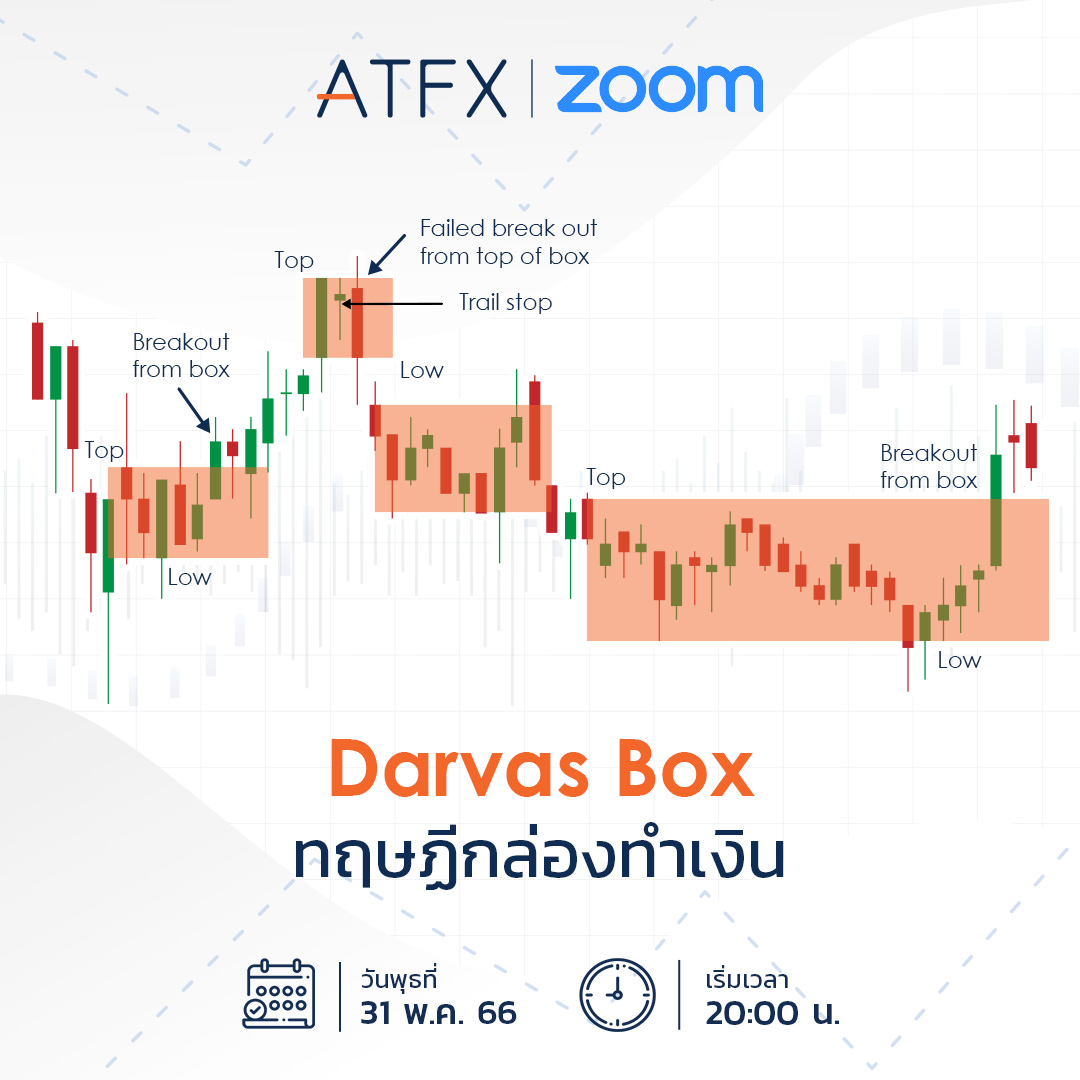 ATFX | zoom
Failed break out
from top of box
Top
Trail stop
Breakout
from box
Low
Top
Low
Top
Breakout
from box
Low
Darvas Box
ทฤษฏีกล่องทำเงิน
วันพุธที่
31 พ.ค. 66
เริ่มเวลา
20:00 น.